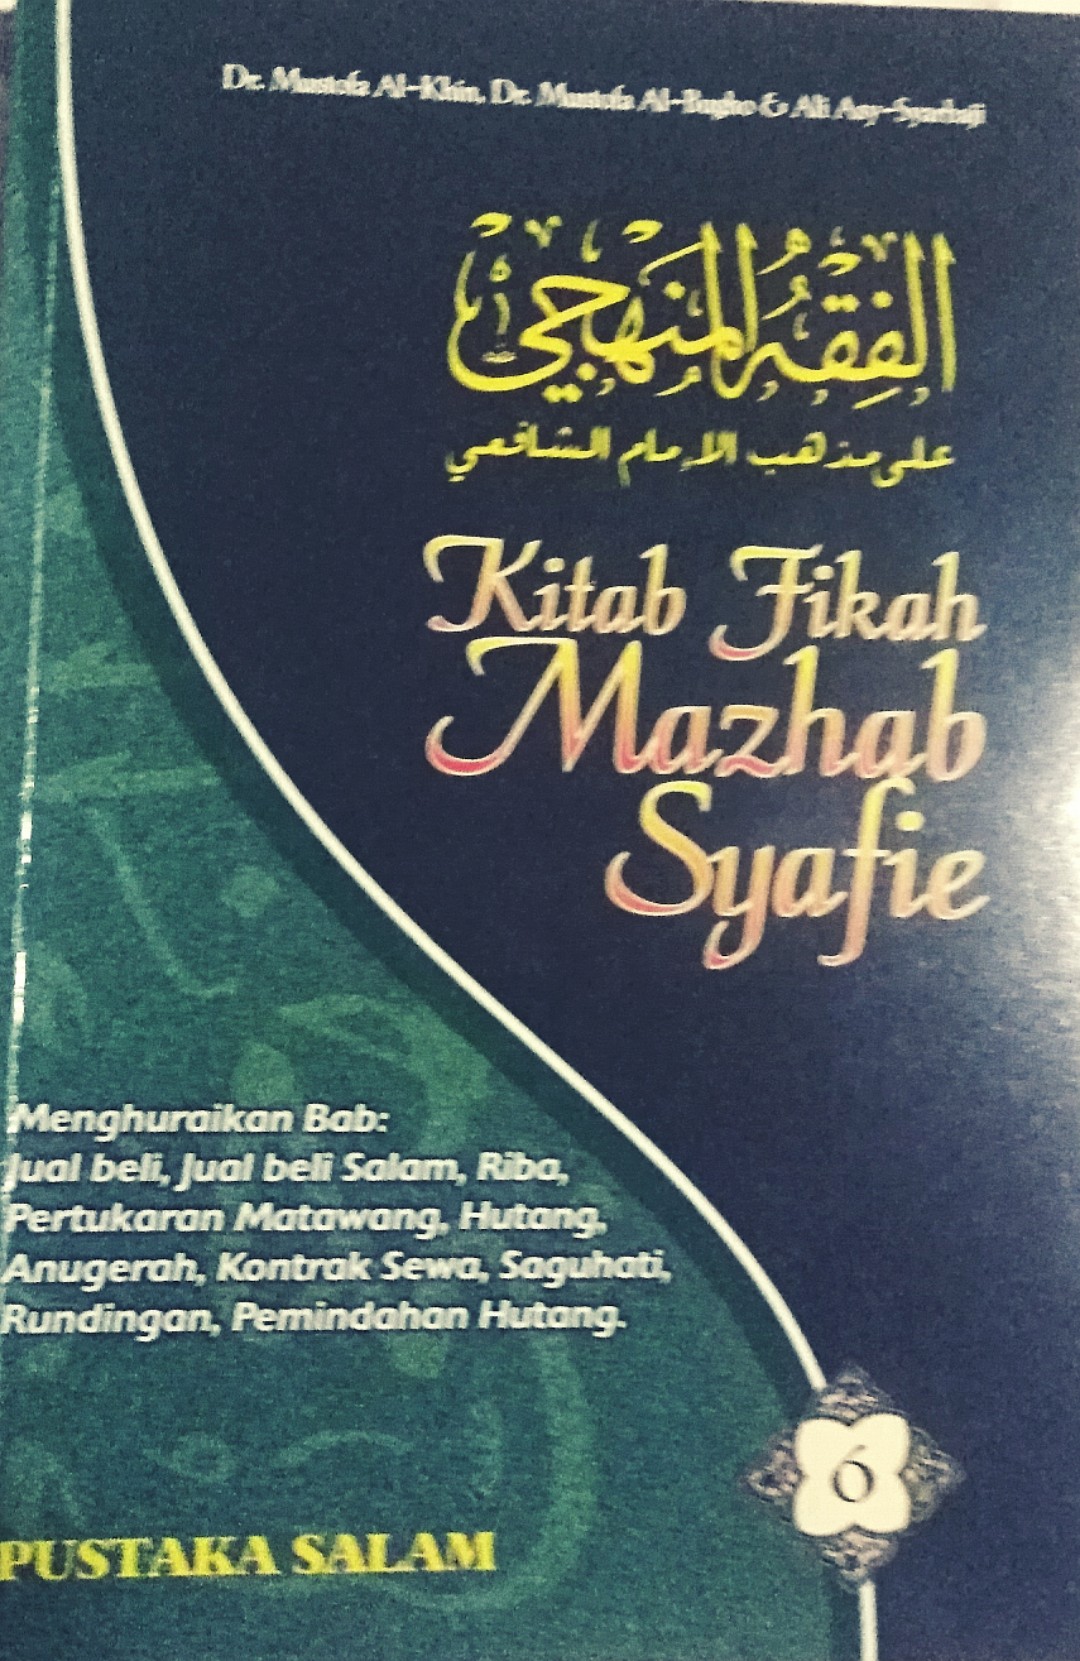 Dr. Mustofa Al-Khin, Dr. Mustofa Al-Bugho & Ali Asy-Syarbaji
الفِقْهُ المَنْهَجِيّ
على مذهب الإمام الشافعي
Kitab Fikah
Mazhab
Syafie
Menghuraikan Bab:
Jual beli, Jual beli Salam, Riba,
Pertukaran Matawang, Hutang,
Anugerah, Kontrak Sewa, Saguhati,
Rundingan, Pemindahan Hutang.
6
PUSTAKA SALAM